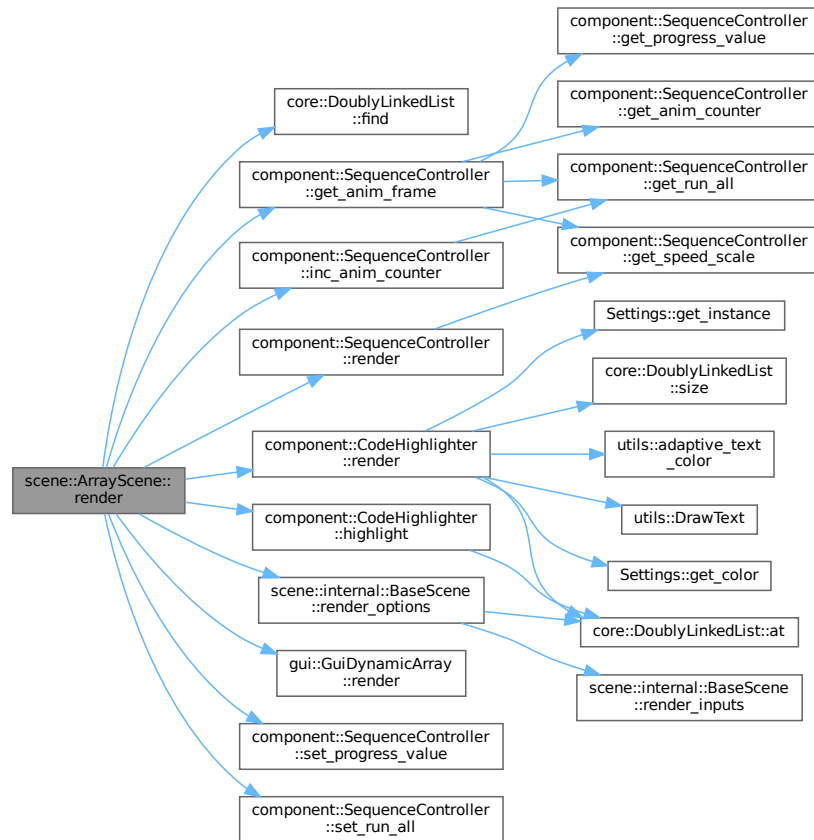 scene::ArrayScene::
render
core::DoublyLinkedList
::find
component::SequenceController
::get_anim_frame
component::SequenceController
::inc_anim_counter
component::SequenceController
::render
component::CodeHighlighter
::render
component::CodeHighlighter
::highlight
scene::internal::BaseScene
::render_options
gui::GuiDynamicArray
::render
component::SequenceController
::set_progress_value
component::SequenceController
::set_run_all
component::SequenceController
::get_progress_value
component::SequenceController
::get_anim_counter
component::SequenceController
::get_run_all
component::SequenceController
::get_speed_scale
Settings::get_instance
core::DoublyLinkedList
::size
utils::adaptive_text
_color
utils::DrawText
Settings::get_color
core::DoublyLinkedList::at
scene::internal::BaseScene
::render_inputs